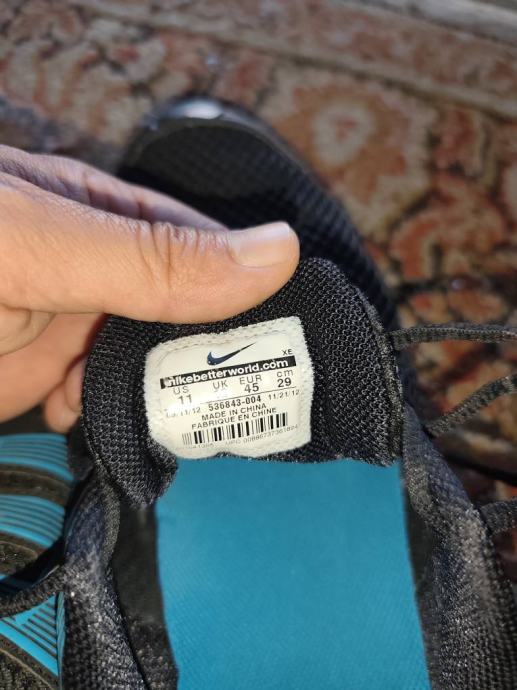 XE
nikebetterworld.com
US UK EUR cm
11 45 29
536843-004 11/21/12
MADE IN CHINA
FABRIQUE EN CHINE